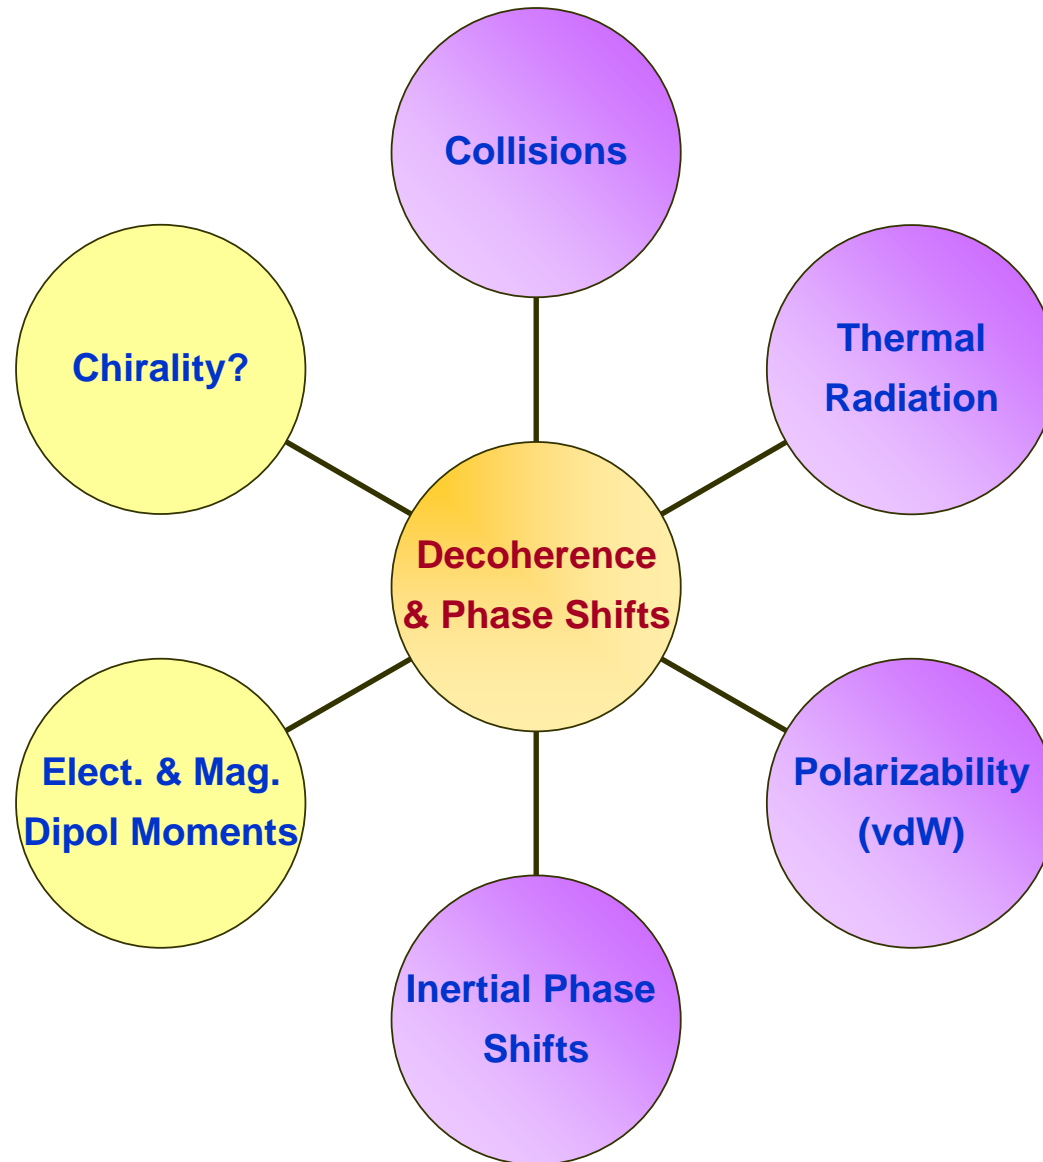 Collisions
Chirality?
Thermal
Radiation
Decoherence
& Phase Shifts
Elect. & Mag.
Dipol Moments
Polarizability
(vdW)
Inertial Phase
Shifts